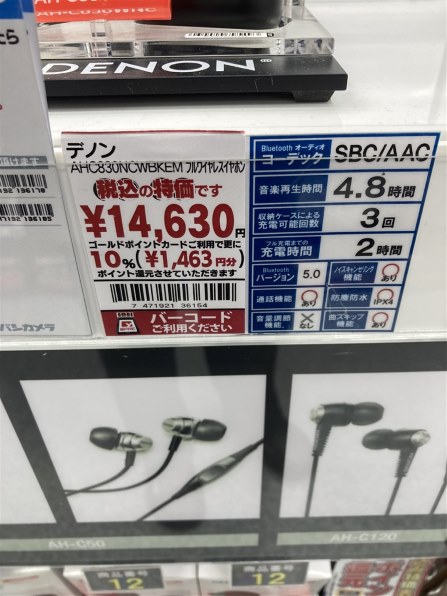 DENON
デノン
AHC830NCWBKEM フルワイヤレスイヤホン
税込の特価です
¥14,630円
ゴールドポイントカードご利用で更に
10%(¥1,463円分)
ポイント還元させていただきます
7 471921 36154
バーコード
ご利用ください
Bluetooth オーディオ
コーデック
SBC/AAC
音楽再生時間
4.8時間
収納ケースによる
充電可能回数
3回
フル充電までの
充電時間
2時間
Bluetooth
バージョン
5.0
ノイズキャンセリング
機能
あり
通話機能
あり
防塵防水
IPX4
音量調節
機能
なし
曲スキップ
機能
あり
AH-C50
AH-C120
商品番号
12
商品番号
12